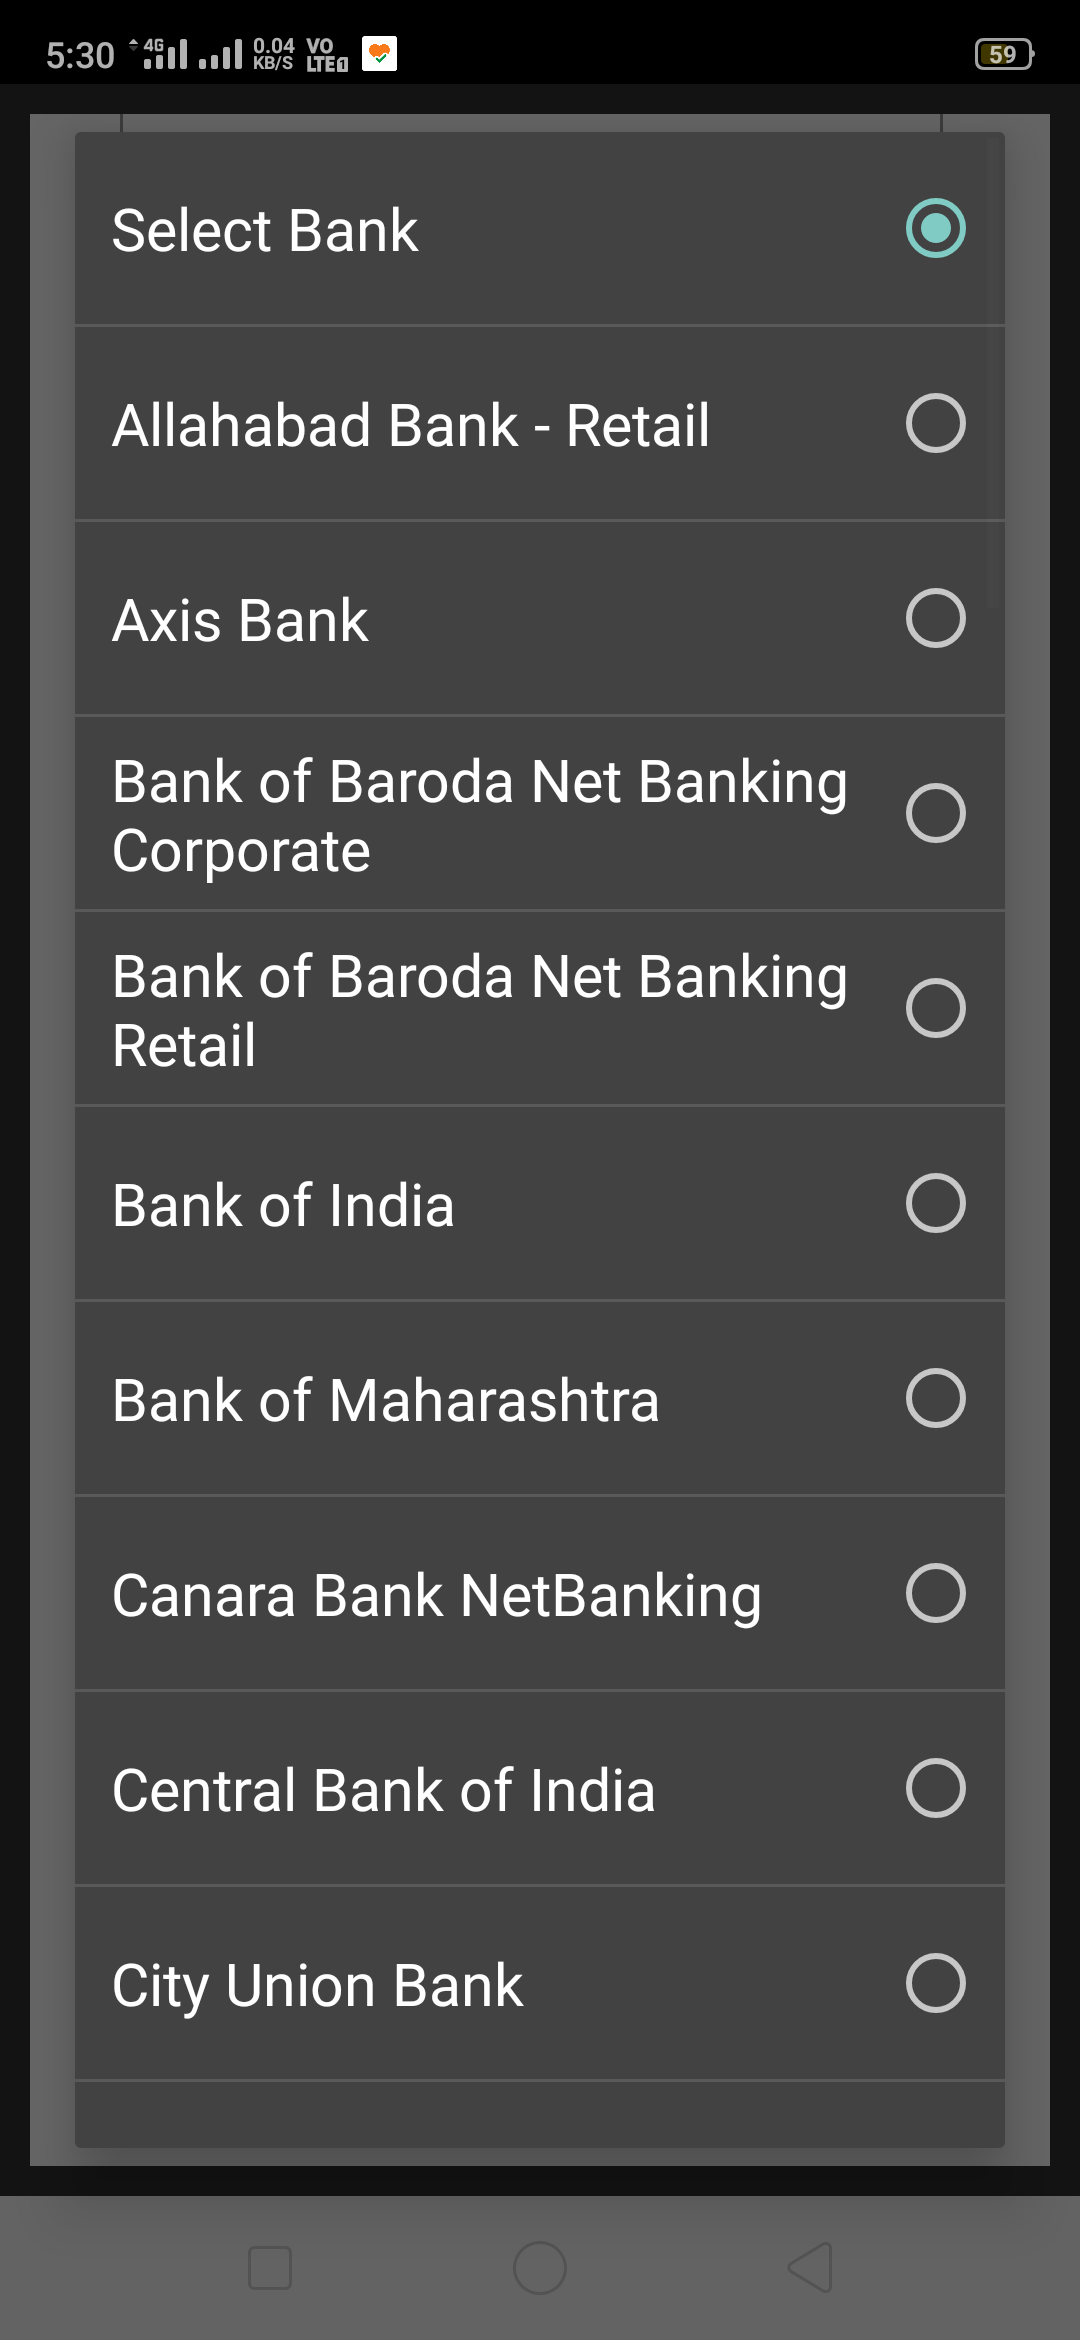 5:30 4G 0.04 KB/S VO LTE1 59
Select Bank
Allahabad Bank - Retail
Axis Bank
Bank of Baroda Net Banking
Corporate
Bank of Baroda Net Banking
Retail
Bank of India
Bank of Maharashtra
Canara Bank NetBanking
Central Bank of India
City Union Bank